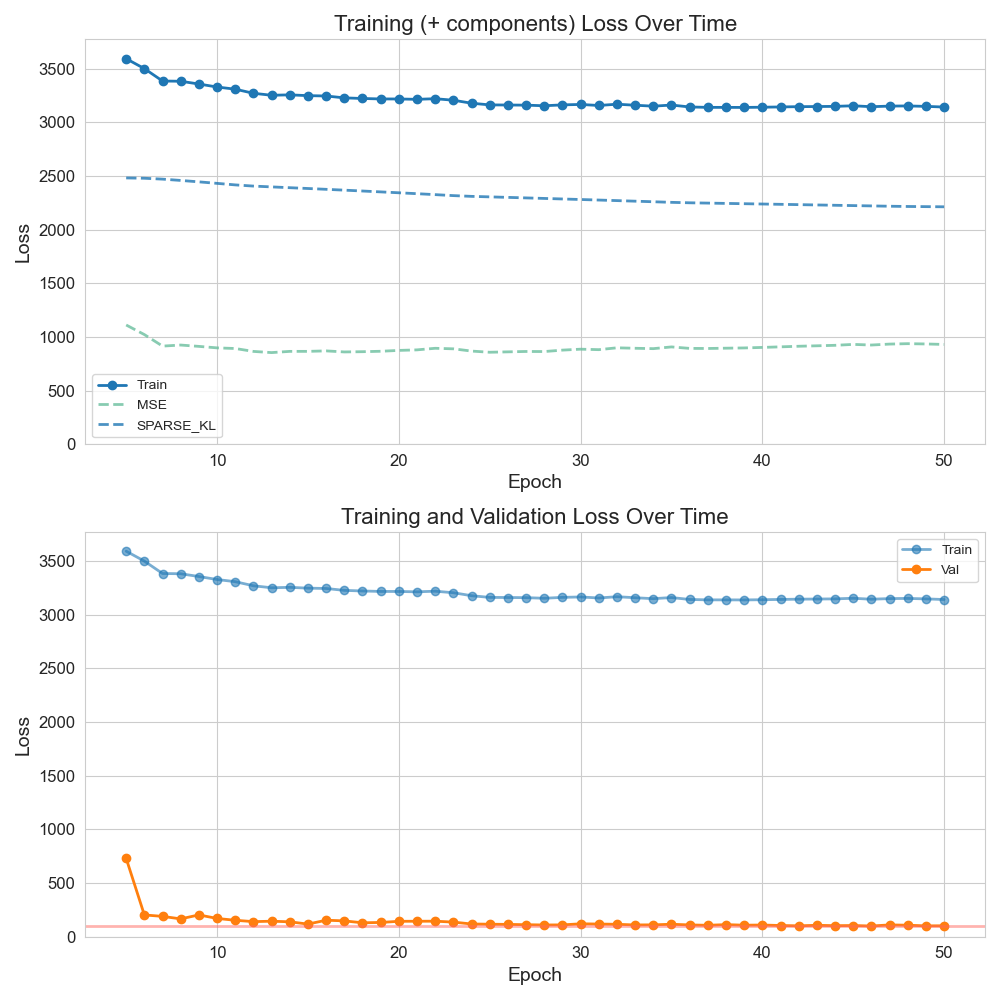 Training (+ components) Loss Over Time
3500
3000
2500
2000
1500
1000
500
0
Loss
Train
MSE
SPARSE_KL
10 20 30 40 50
Epoch
Training and Validation Loss Over Time
3500
3000
2500
2000
1500
1000
500
0
Loss
Train
Val
10 20 30 40 50
Epoch